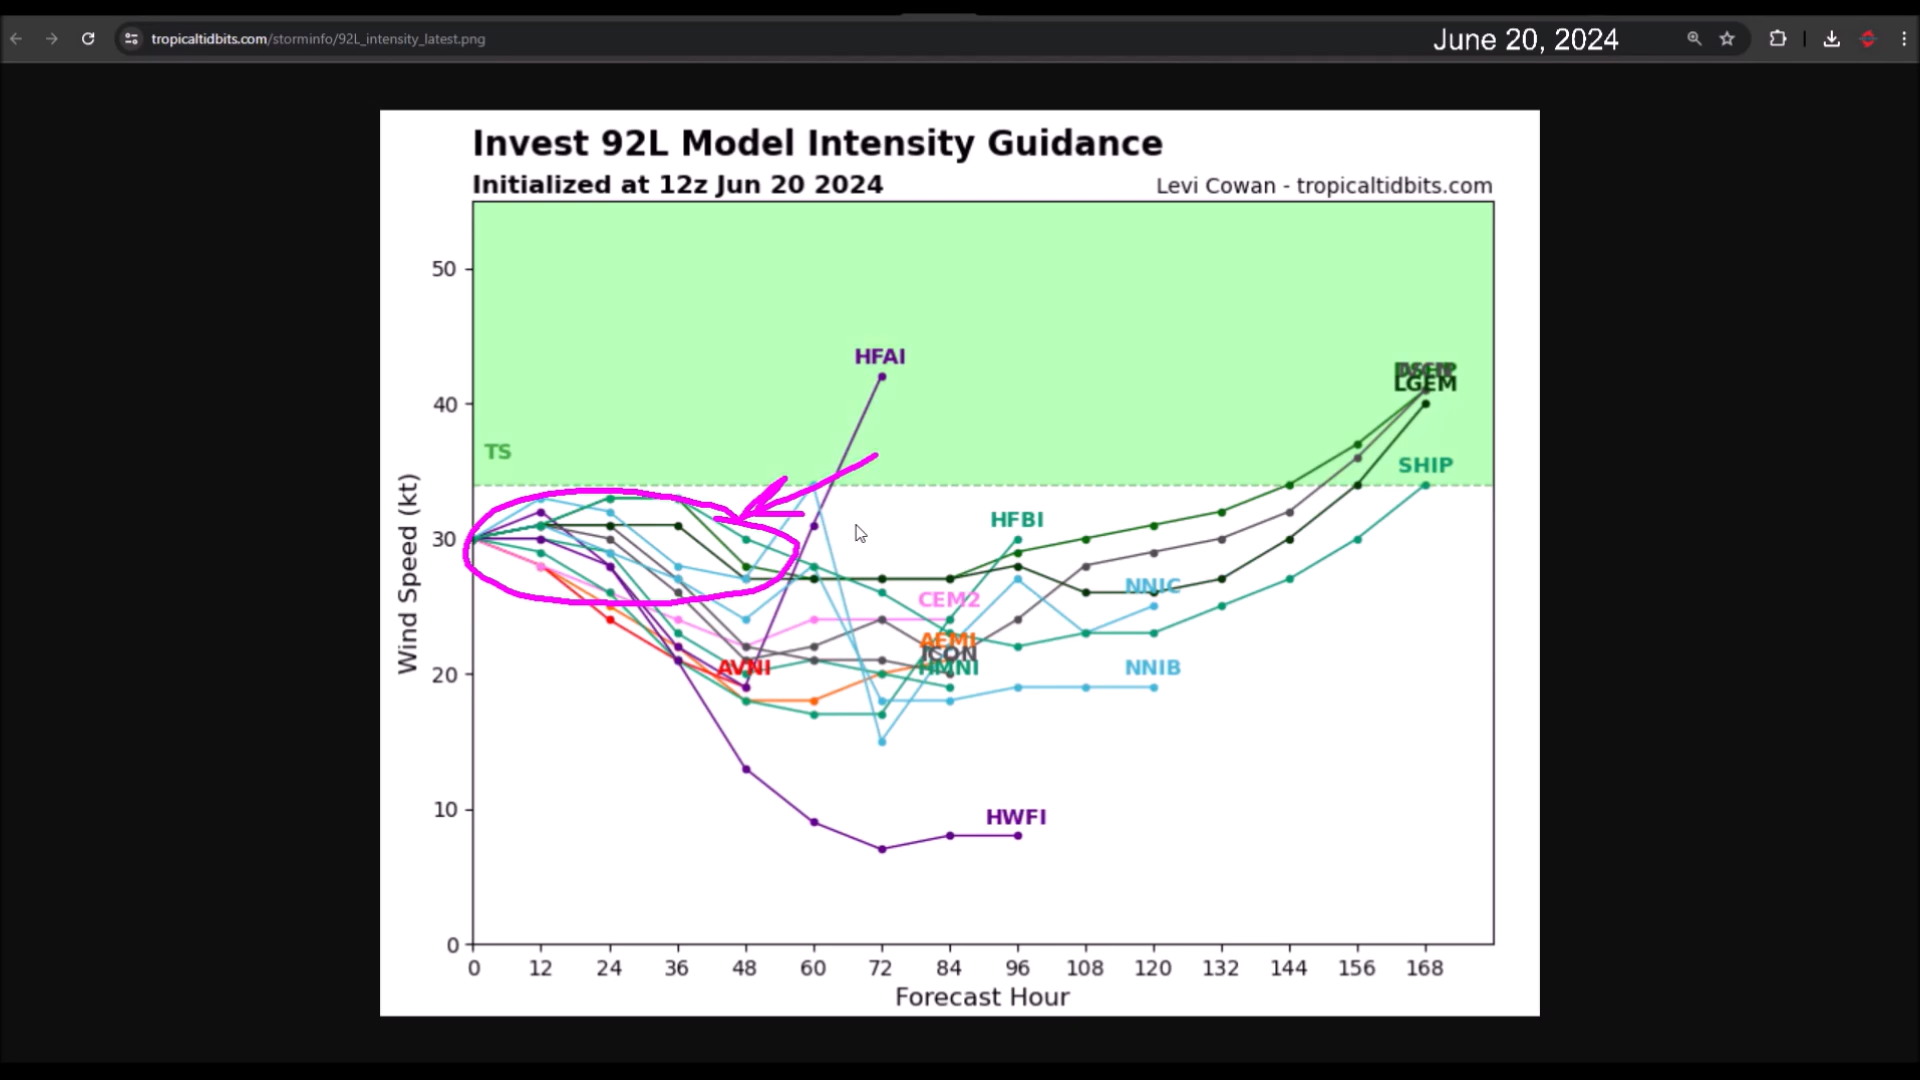 tropicaltidbits.com/storminfo/92L_intensity_latest.png
June 20, 2024
Invest 92L Model Intensity Guidance
Initialized at 12z Jun 20 2024
Levi Cowan - tropicaltidbits.com
50
40
30
20
10
0
Wind Speed (kt)
TS
HFAI
LGEM
SHIP
HFBI
NNIC
CEM2
AEMI
ICON
HMNI
AVNI
NNIB
HWFI
0 12 24 36 48 60 72 84 96 108 120 132 144 156 168
Forecast Hour